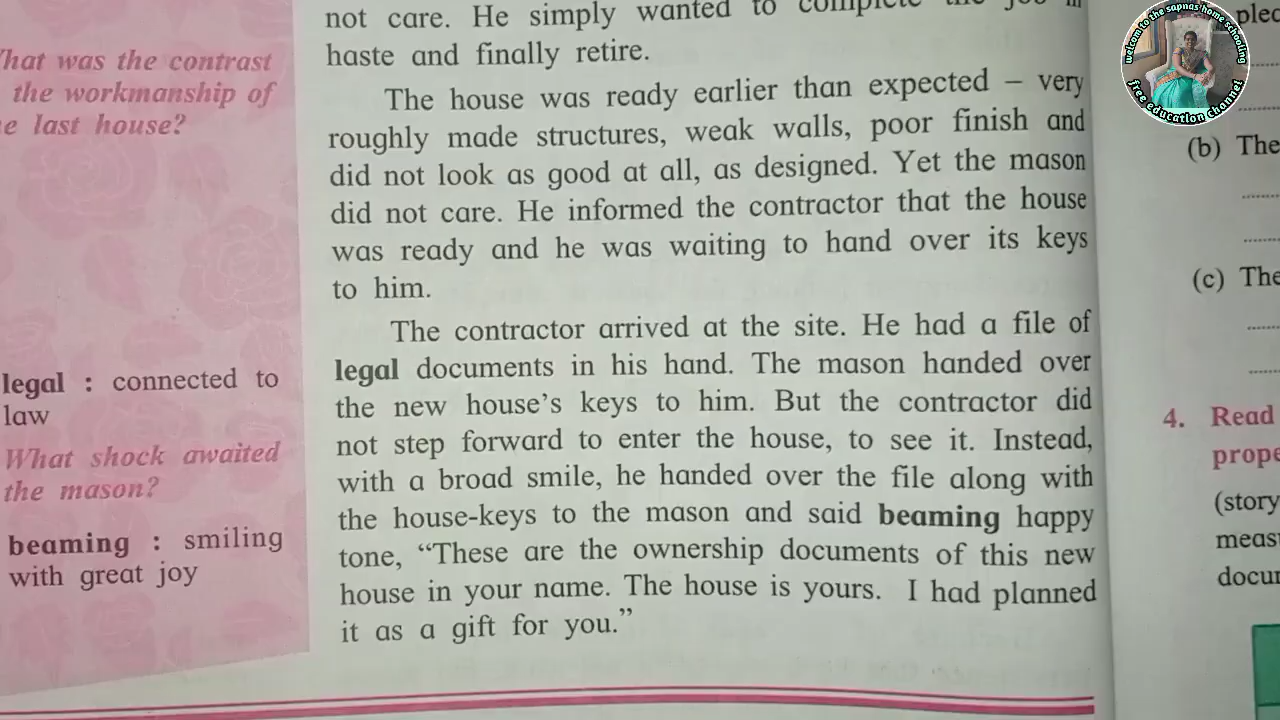 not care. He simply wanted to complete the job in
haste and finally retire.
The house was ready earlier than expected – very
roughly made structures, weak walls, poor finish and
did not look as good at all, as designed. Yet the mason
did not care. He informed the contractor that the house
was ready and he was waiting to hand over its keys
to him.
The contractor arrived at the site. He had a file of
legal documents in his hand. The mason handed over
the new house's keys to him. But the contractor did
not step forward to enter the house, to see it. Instead,
with a broad smile, he handed over the file along with
the house-keys to the mason and said beaming happy
tone, “These are the ownership documents of this new
house in your name. The house is yours. I had planned
it as a gift for you.”
hat was the contrast
the workmanship of
e last house?
legal : connected to
law
What shock awaited
the mason?
beaming : smiling
with great joy
(b) The
(c) The
4. Read
prope
(story
meas
docu
welcom to the sapnas home schooling
free education channel